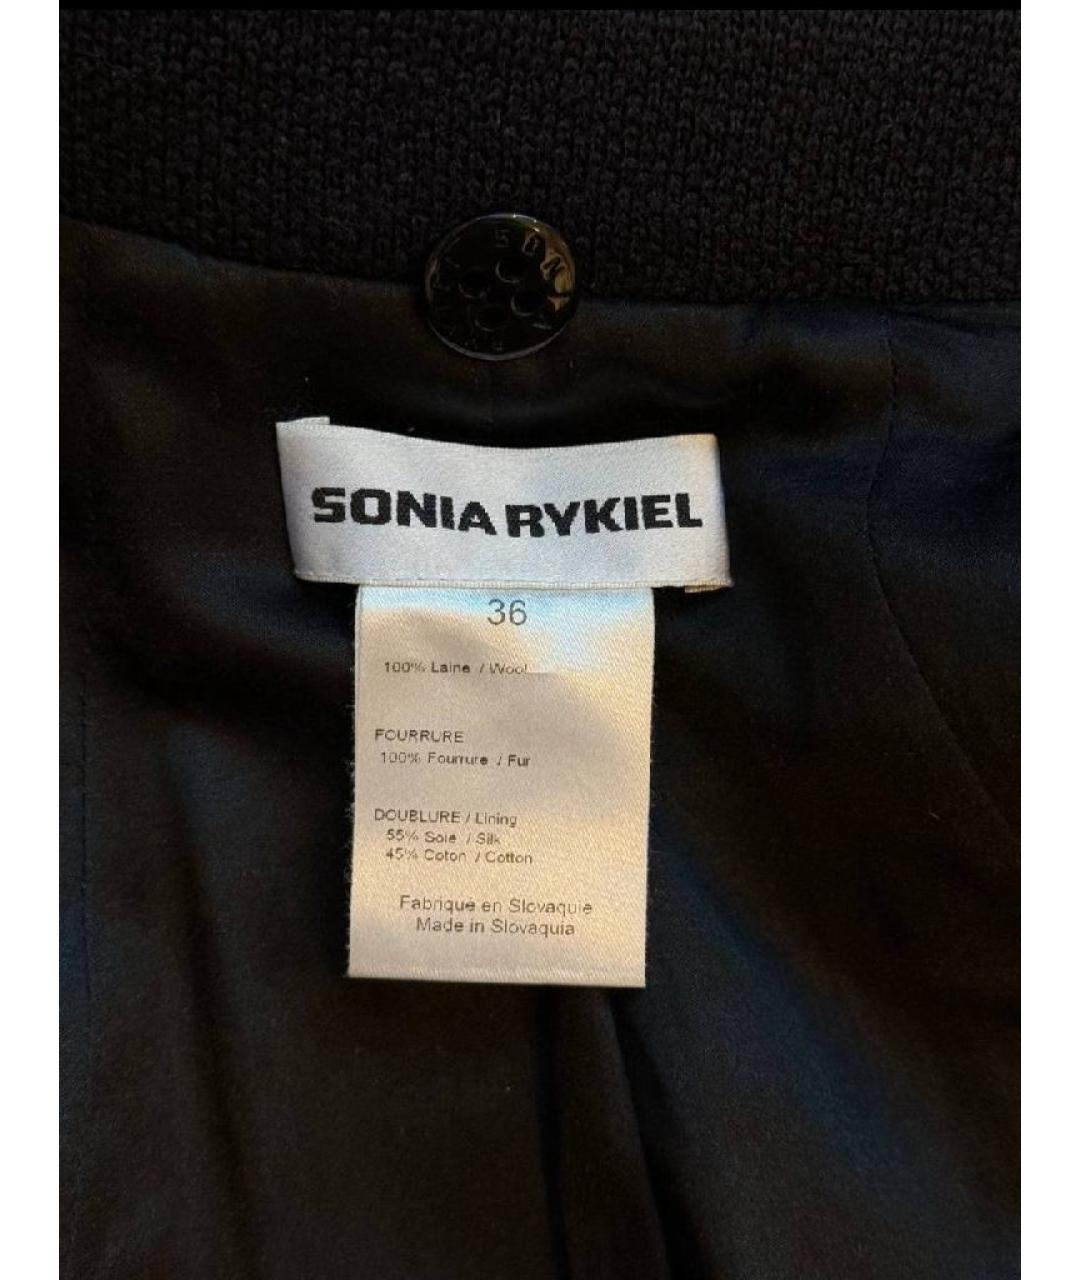 SONIA RYKIEL
36
100% Laine / Wool
FOURRURE
100% Fourrure / Fur
DOUBLURE / Lining
55% Soie / Silk
45% Coton / Cotton
Fabrique en Slovaquie
Made in Slovaquia